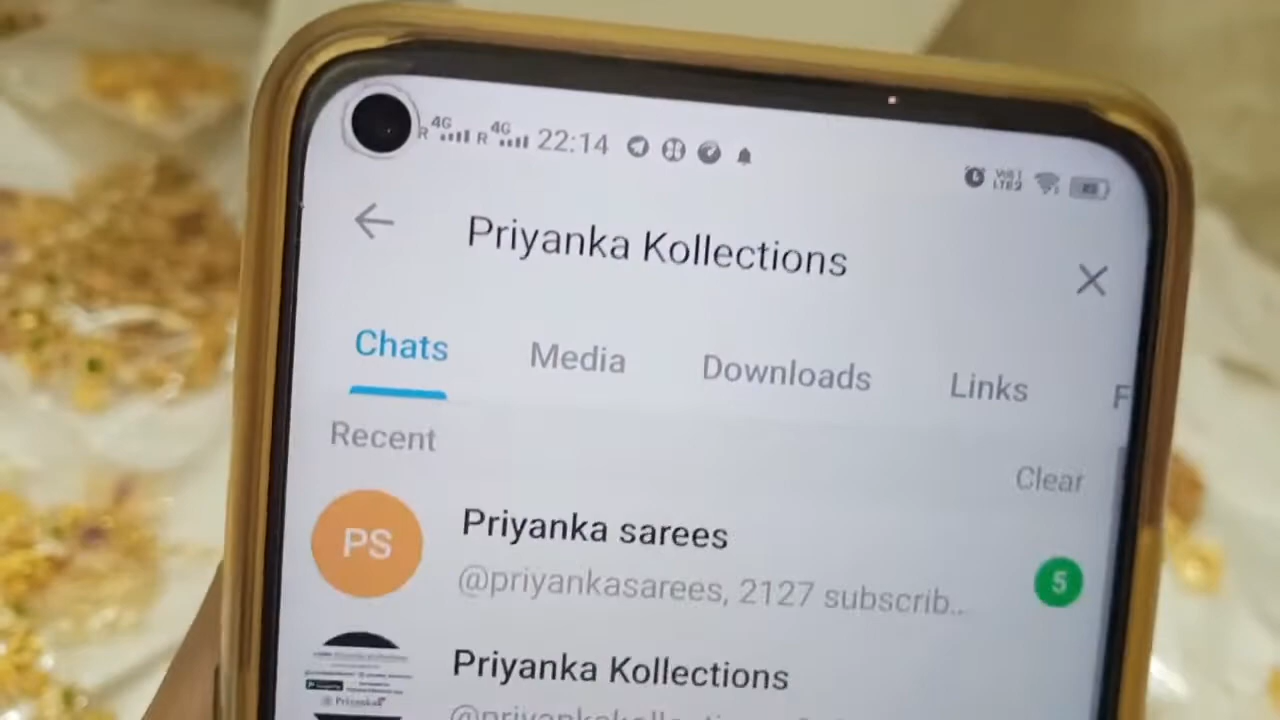 R 4G R 4G 22:14
Priyanka Kollections
Chats Media Downloads Links F
Recent
Clear
PS Priyanka sarees
@priyankasarees, 2127 subscrib.. 5
Priyanka Kollections